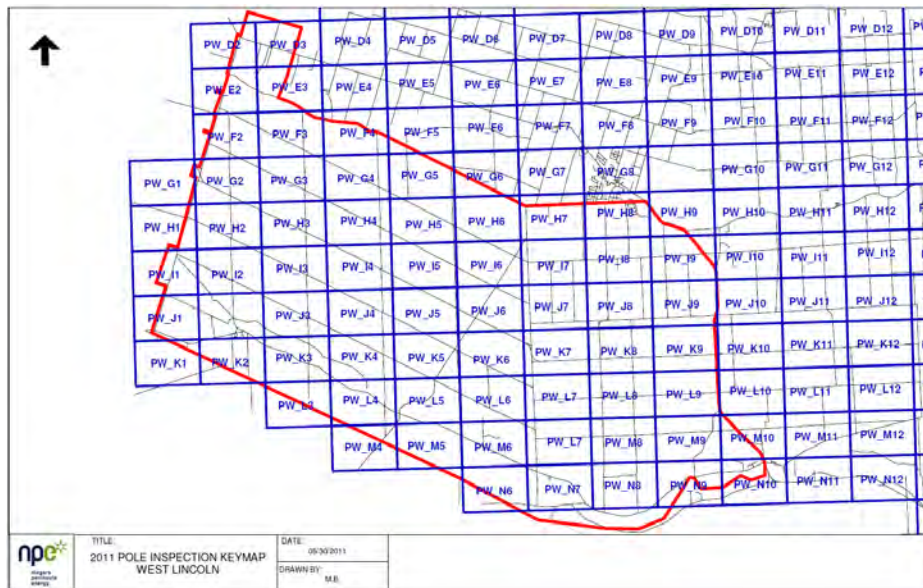 PW_D2 PW_D3 PW_D4 PW_D5 PW_D6 PW_D7 PW_D8 PW_D9 PW_D10 PW_D11 PW_D12
PW_E2 PW_E3 PW_E4 PW_E5 PW_E6 PW_E7 PW_E8 PW_E9 PW_E10 PW_E11 PW_E12
PW_F2 PW_F3 PW_F4 PW_F5 PW_E6 PW_F7 PW_F8 PW_F9 PW_F10 PW_F11 PW_F12
PW_G1 PW_G2 PW_G3 PW_G4 PW_G5 PW_G6 PW_G7 PW_G8 PW_G10 PW_G11 PW_G12
PW_H1 PW_H2 PW_H3 PW_H4 PW_H5 PW_H6 PW_H7 PW_H8 PW_H9 PW_H10 PW_H11 PW_H12
PW_I1 PW_I2 PW_I3 PW_I4 PW_I5 PW_I6 PW_I7 PW_I8 PW_I9 PW_I10 PW_I11 PW_I12
PW_J1 PW_J3 PW_J4 PW_J5 PW_J6 PW_J7 PW_J8 PW_J9 PW_J10 PW_J11 PW_J12
PW_K1 PW_K2 PW_K3 PW_K4 PW_K5 PW_K6 PW_K7 PW_K8 PW_K9 PW_K10 PW_K11 PW_K12
PW_L3 PW_L4 PW_L5 PW_L6 PW_L7 PW_L8 PW_L9 PW_L10 PW_L11 PW_L12
PW_M4 PW_M5 PW_M6 PW_L7 PW_M8 PW_M9 PW_M10 PW_M11 PW_M12
PW_N6 PW_N7 PW_N8 PW_N9 PW_N10 PW_N11 PW_N12
npe
niagara
peninsula
energy
TITLE:
2011 POLE INSPECTION KEYMAP
WEST LINCOLN
DATE:
05/30/2011
DRAWN BY:
M.B.